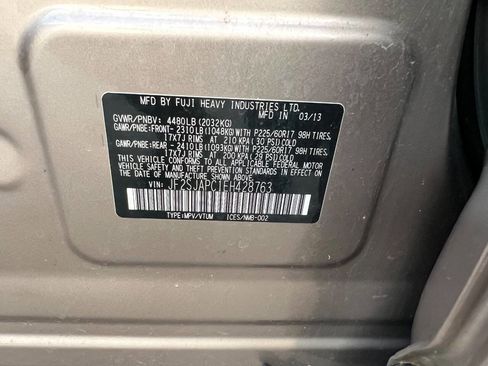 MFD BY FUJI HEAVY INDUSTRIES LTD.
MADE IN 03/13
GVWR/PNBV: 4480LB (2032KG)
GAWR/PNBE:FRONT- 2310LB (1048KG) WITH P225/60R17 98H TIRES,
17X7J RIMS AT 210 KPA (30 PSI) COLD
GAWR/PNBE:REAR - 2410LB (1093KG) WITH P225/60R17 98H TIRES,
17X7J RIMS AT 200 KPA (29 PSI) COLD
THIS VEHICLE CONFORMS TO ALL APPLICABLE FEDERAL MOTOR
VEHICLE SAFETY AND THEFT PREVENTION STANDARDS IN EFFECT ON
THE DATE OF MANUFACTURE SHOWN ABOVE.
VIN: JF2SJAPC1EH428763
TYPE:MPV/VTUM ICES/NMB-002